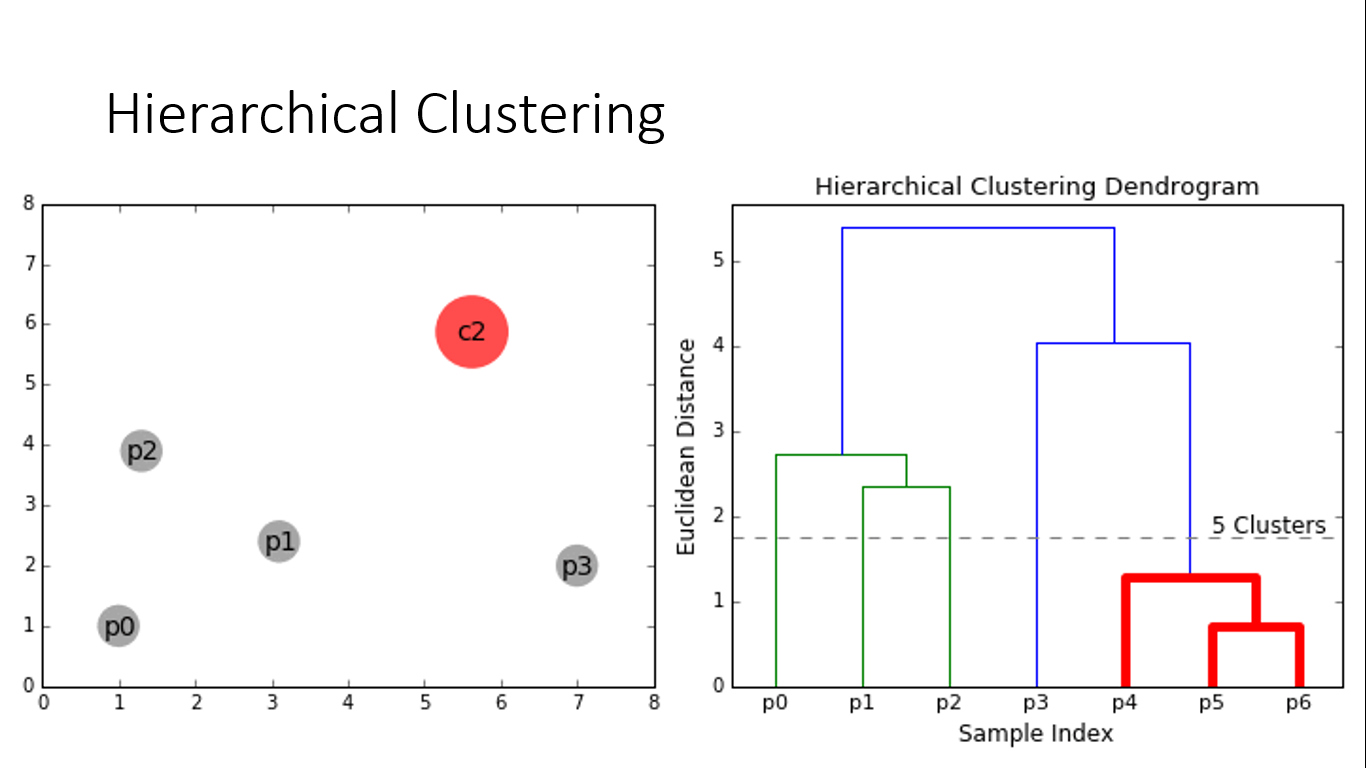 Hierarchical Clustering
8
7
6
5
4
3
2
1
0
0 1 2 3 4 5 6 7 8
c2
p2
p1
p3
p0
Hierarchical Clustering Dendrogram
Euclidean Distance
5
4
3
2
1
0
5 Clusters
p0 p1 p2 p3 p4 p5 p6
Sample Index